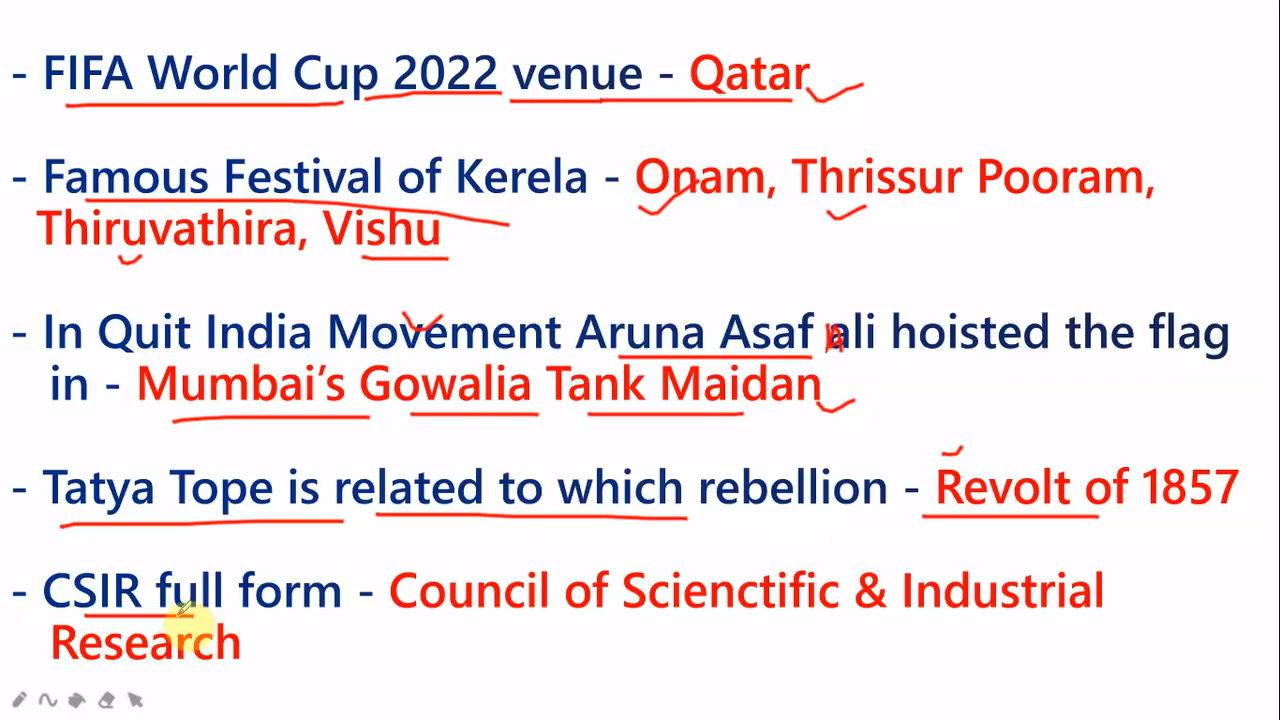 - FIFA World Cup 2022 venue - Qatar
- Famous Festival of Kerela - Onam, Thrissur Pooram,
Thiruvathira, Vishu
- In Quit India Movement Aruna Asaf ali hoisted the flag
in - Mumbai's Gowalia Tank Maidan
- Tatya Tope is related to which rebellion - Revolt of 1857
- CSIR full form - Council of Scienctific & Industrial
Research